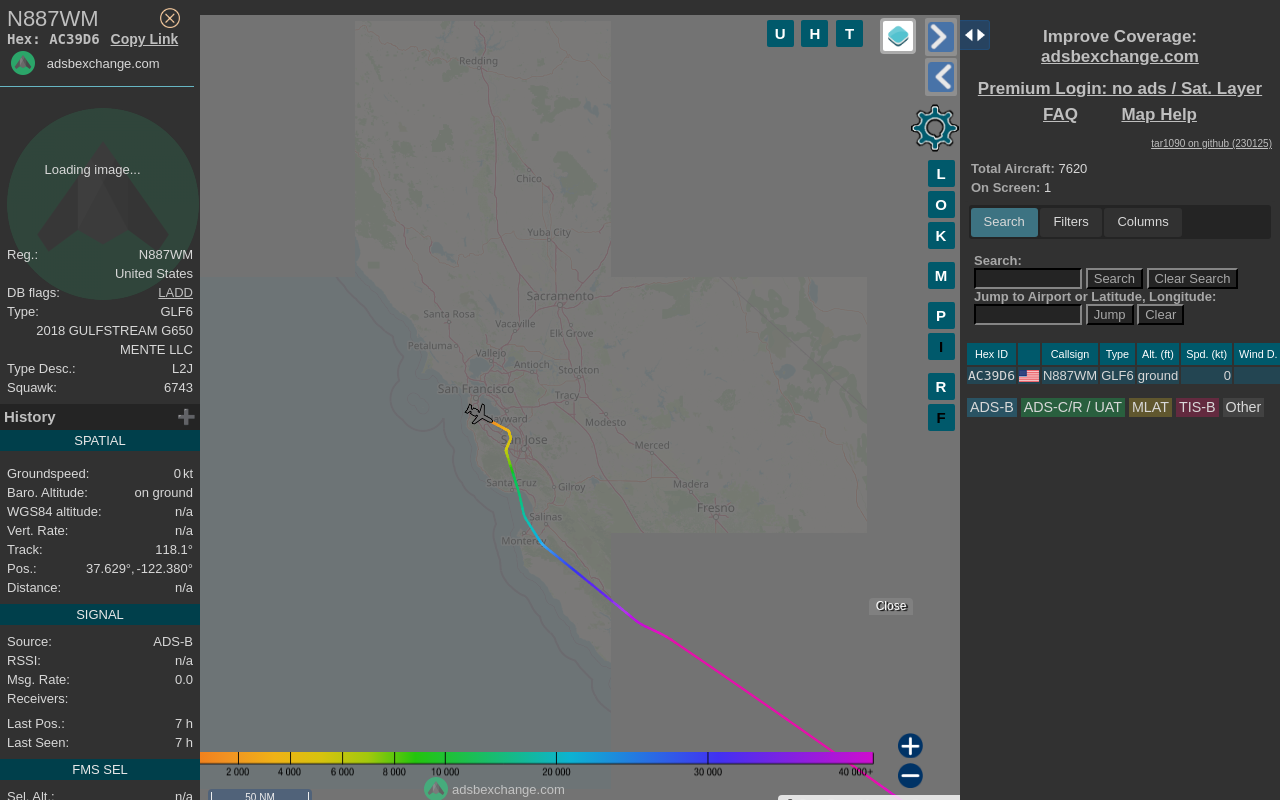 N887WM
Hex: AC39D6 Copy Link
adsbexchange.com
Loading image...
Reg.: N887WM
United States
DB flags: LADD
Type: GLF6
2018 GULFSTREAM G650
MENTE LLC
Type Desc.: L2J
Squawk: 6743
History
SPATIAL
Groundspeed: 0 kt
Baro. Altitude: on ground
WGS84 altitude: n/a
Vert. Rate: n/a
Track: 118.1°
Pos.: 37.629°, -122.380°
Distance: n/a
SIGNAL
Source: ADS-B
RSSI: n/a
Msg. Rate: 0.0
Receivers:
Last Pos.: 7 h
Last Seen: 7 h
FMS SEL
Sel. Alt.: n/a
U H T
L
O
K
M
P
I
R
F
Redding
Chico
Yuba City
Sacramento
Santa Rosa
Vacaville
Elk Grove
Petaluma
Vallejo
Antioch
Stockton
San Francisco
Tracy
Hayward
Modesto
San Jose
Merced
Santa Cruz
Gilroy
Madera
Fresno
Salinas
Monterey
Close
2 000 4 000 6 000 8 000 10 000 20 000 30 000 40 000+
adsbexchange.com
50 NM
Improve Coverage:
adsbexchange.com
Premium Login: no ads / Sat. Layer
FAQ Map Help
tar1090 on github (230125)
Total Aircraft: 7620
On Screen: 1
Search Filters Columns
Search:
Search Clear Search
Jump to Airport or Latitude, Longitude:
Jump Clear
Hex ID Callsign Type Alt. (ft) Spd. (kt) Wind D.
AC39D6 N887WM GLF6 ground 0
ADS-B ADS-C/R / UAT MLAT TIS-B Other